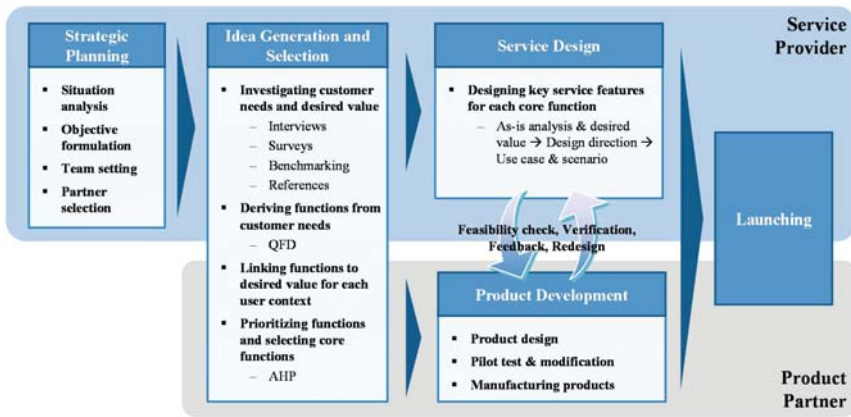 Service
Provider
Strategic
Planning
▪ Situation
analysis
▪ Objective
formulation
▪ Team setting
▪ Partner
selection
Idea Generation and
Selection
▪ Investigating customer
needs and desired value
– Interviews
– Surveys
– Benchmarking
– References
▪ Deriving functions from
customer needs
– QFD
▪ Linking functions to
desired value for each
user context
▪ Prioritizing functions
and selecting core
functions
– AHP
Service Design
▪ Designing key service features
for each core function
– As-is analysis & desired
value → Design direction →
Use case & scenario
Feasibility check, Verification,
Feedback, Redesign
Product Development
▪ Product design
▪ Pilot test & modification
▪ Manufacturing products
Launching
Product
Partner